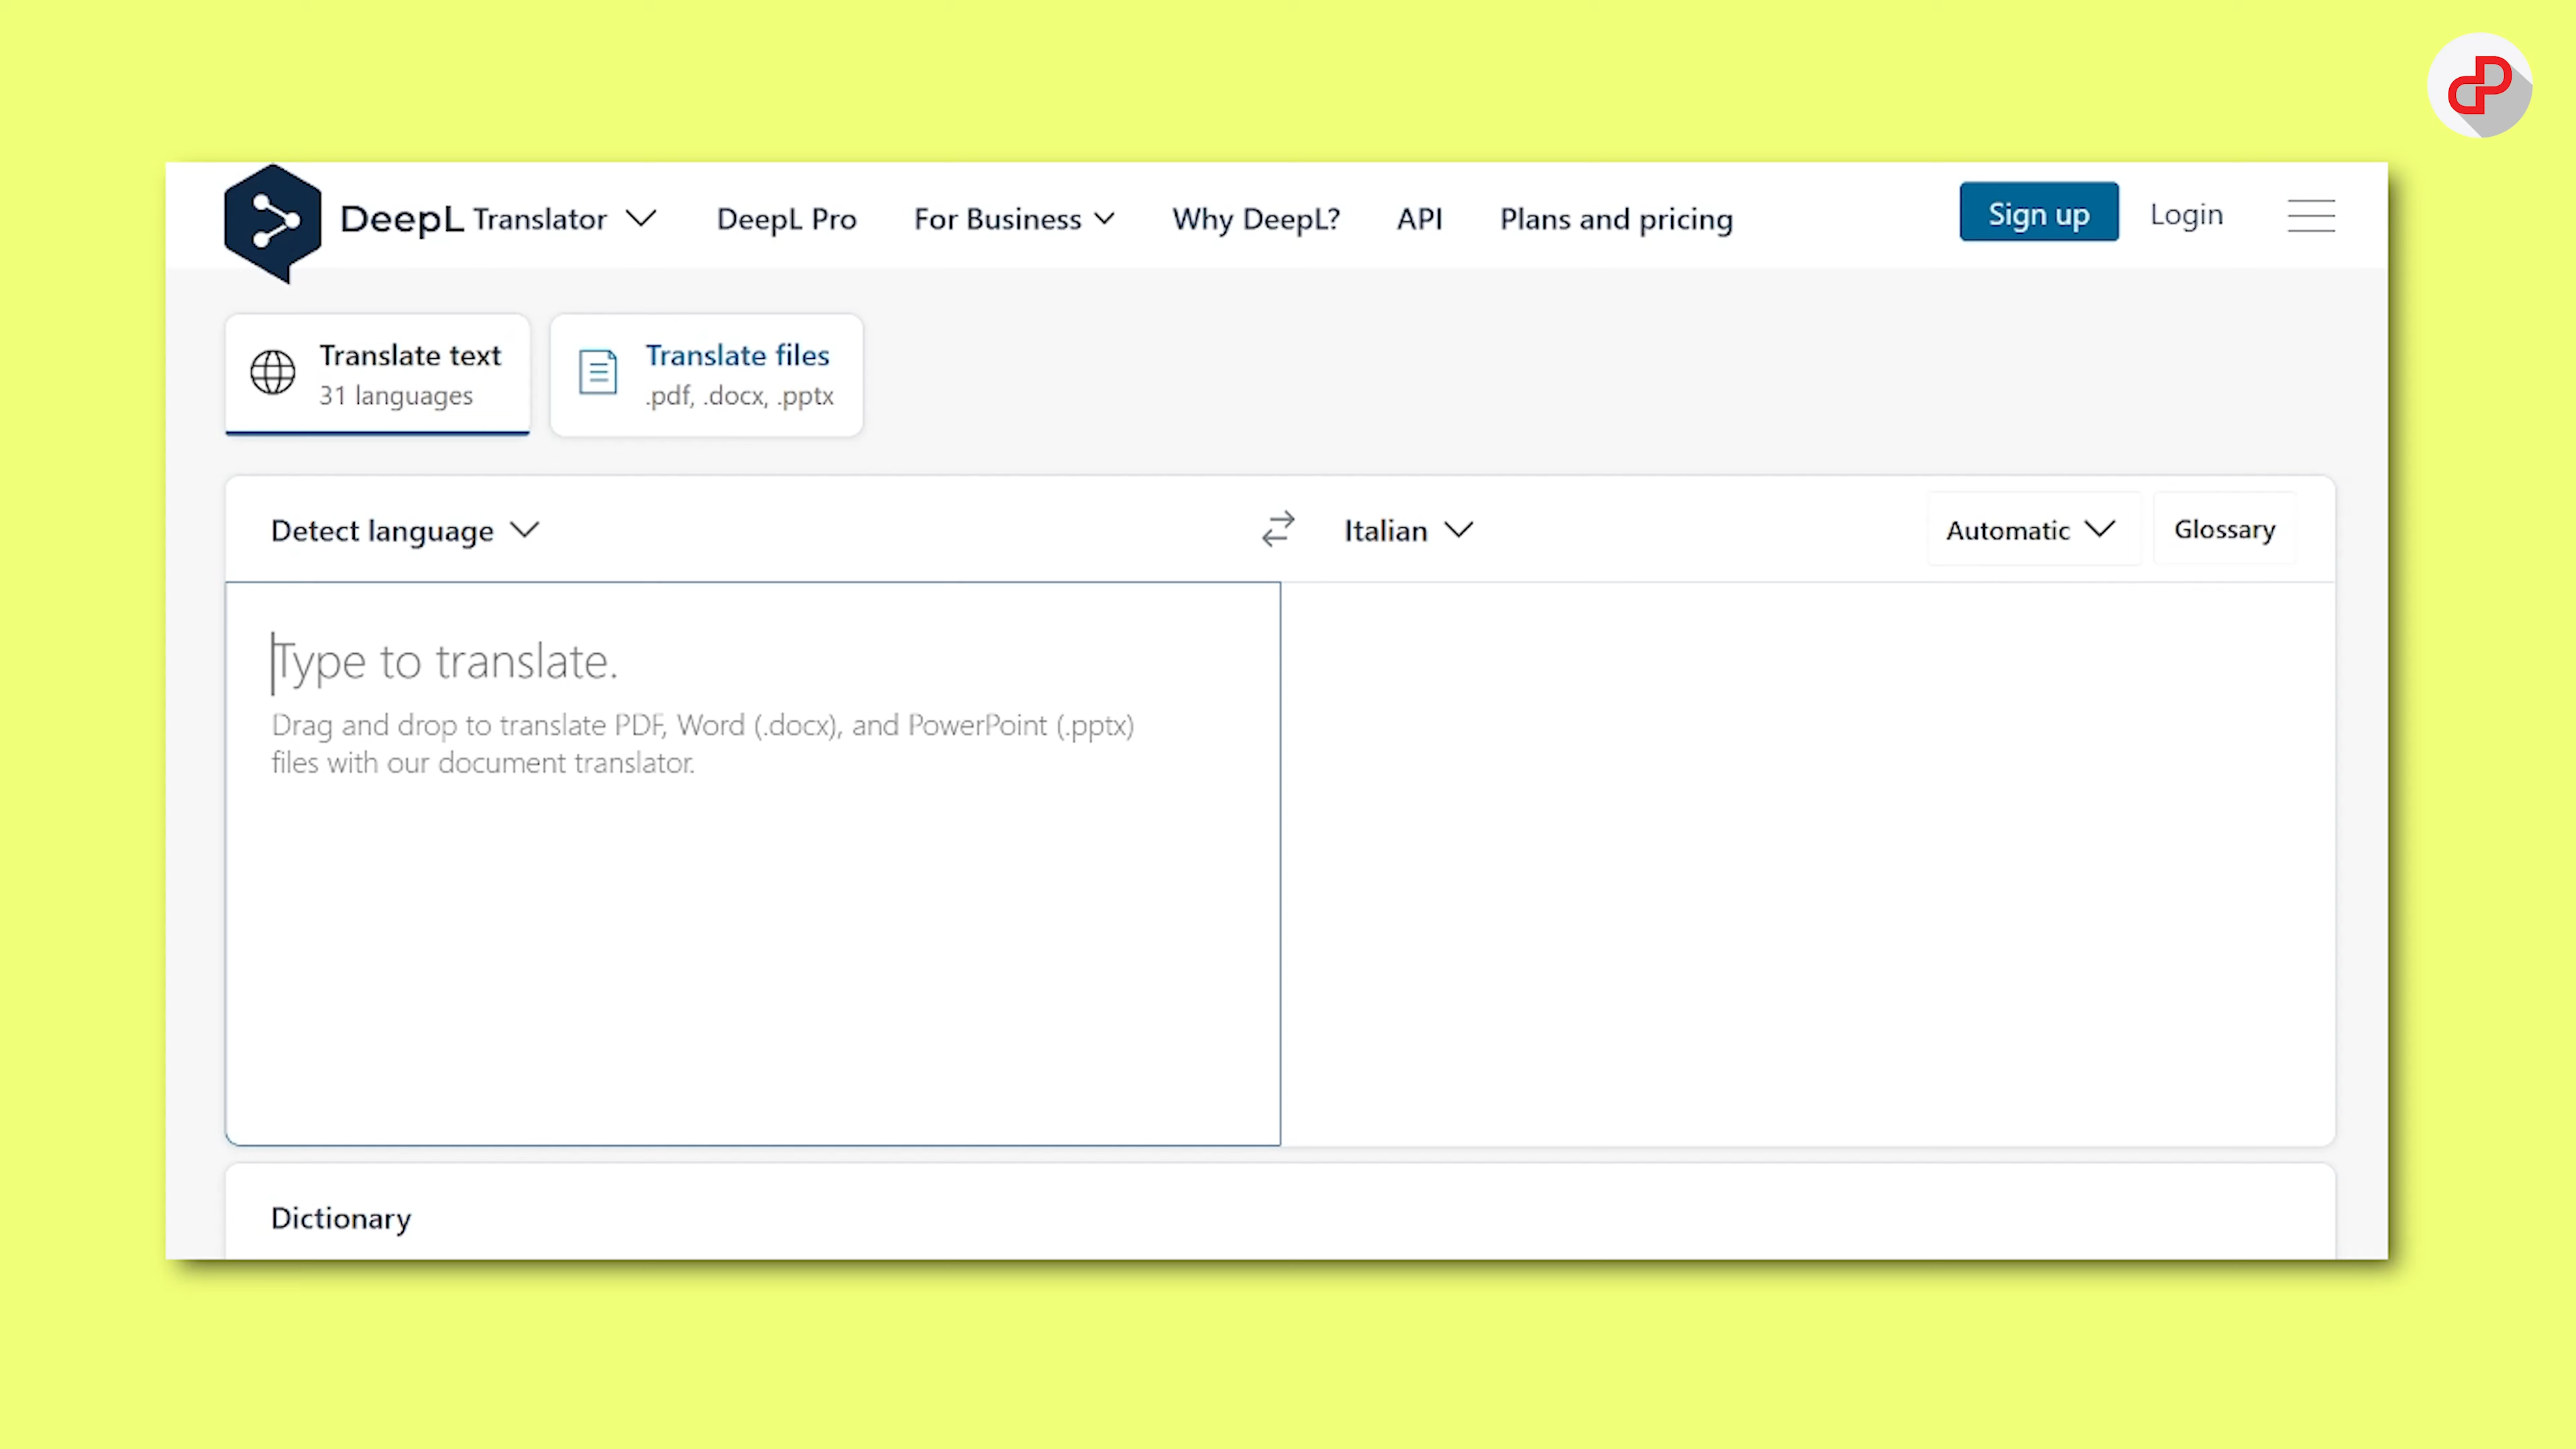 DeepL Translator DeepL Pro For Business Why DeepL? API Plans and pricing Sign up Login
Translate text
31 languages
Translate files
.pdf, .docx, .pptx
Detect language Italian Automatic Glossary
Type to translate.
Drag and drop to translate PDF, Word (.docx), and PowerPoint (.pptx)
files with our document translator.
Dictionary